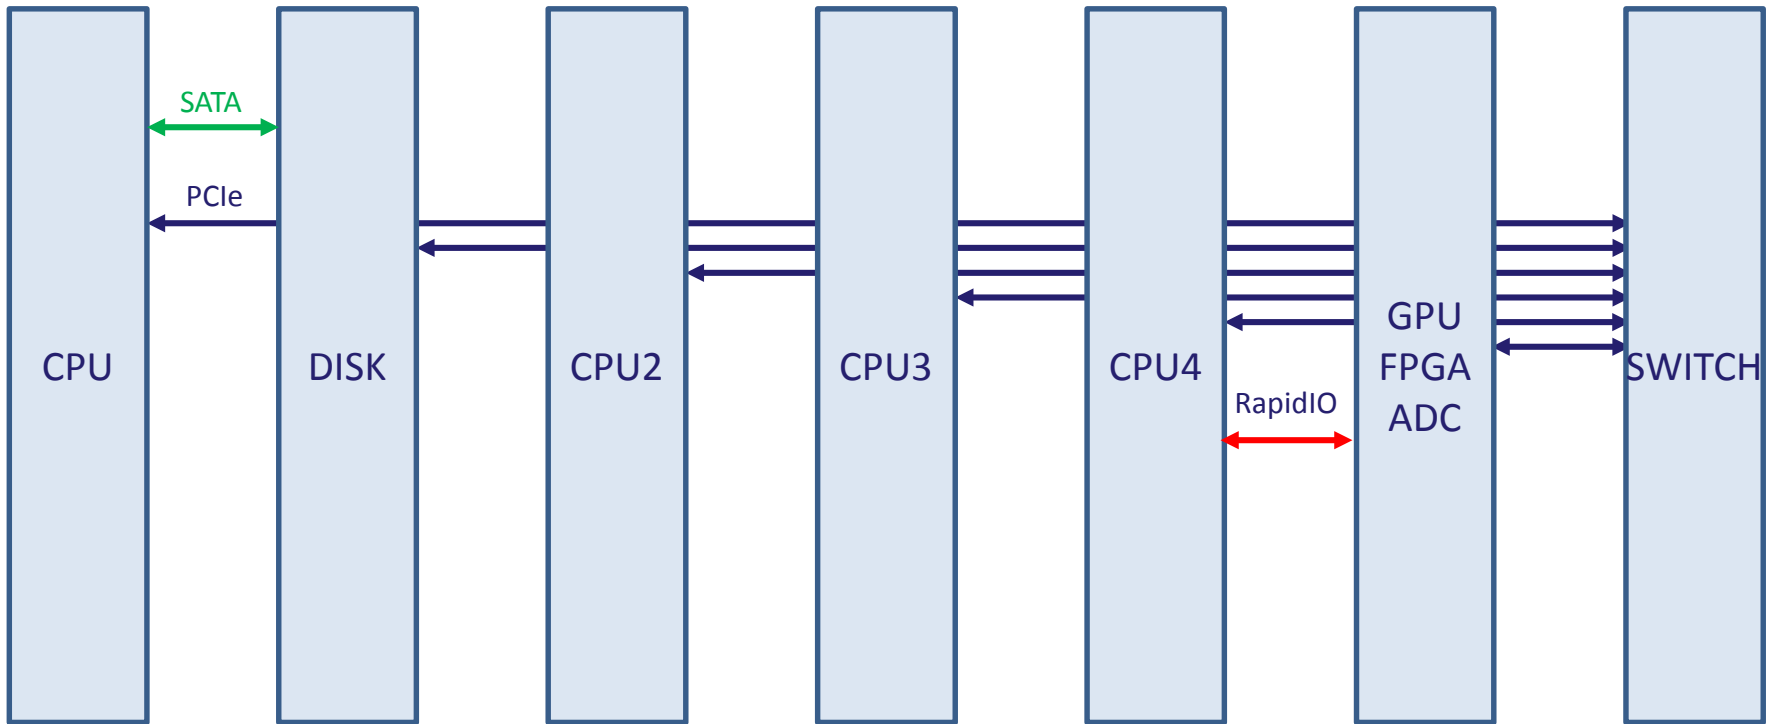 SATA
PCIe
CPU
DISK
CPU2
CPU3
CPU4
RapidIO
GPU
FPGA
ADC
SWITCH